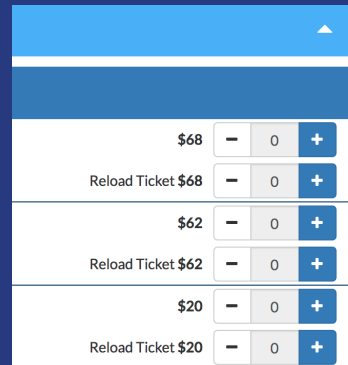 $68 − 0 +
Reload Ticket $68 − 0 +
$62 − 0 +
Reload Ticket $62 − 0 +
$20 − 0 +
Reload Ticket $20 − 0 +